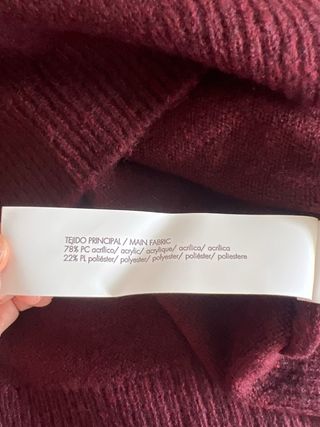 TEJIDO PRINCIPAL / MAIN FABRIC
78% PC acrílico/ acrylic/ acrylique/ acrílica/ acrilica
22% PL poliéster/ polyester/ polyester/ poliéster/ poliestere